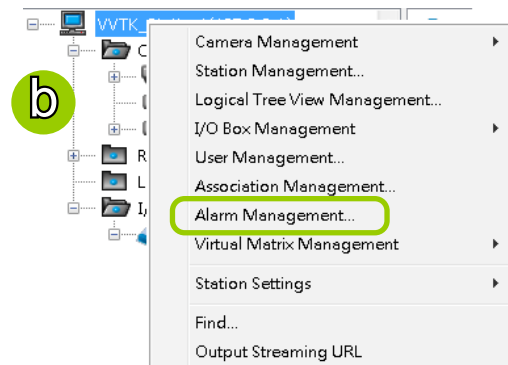 VVTK_
Camera Management
C
Station Management...
b
Logical Tree View Management...
I/O Box Management
R
User Management...
L
Association Management...
I/
Alarm Management...
Virtual Matrix Management
Station Settings
Find...
Output Streaming URL